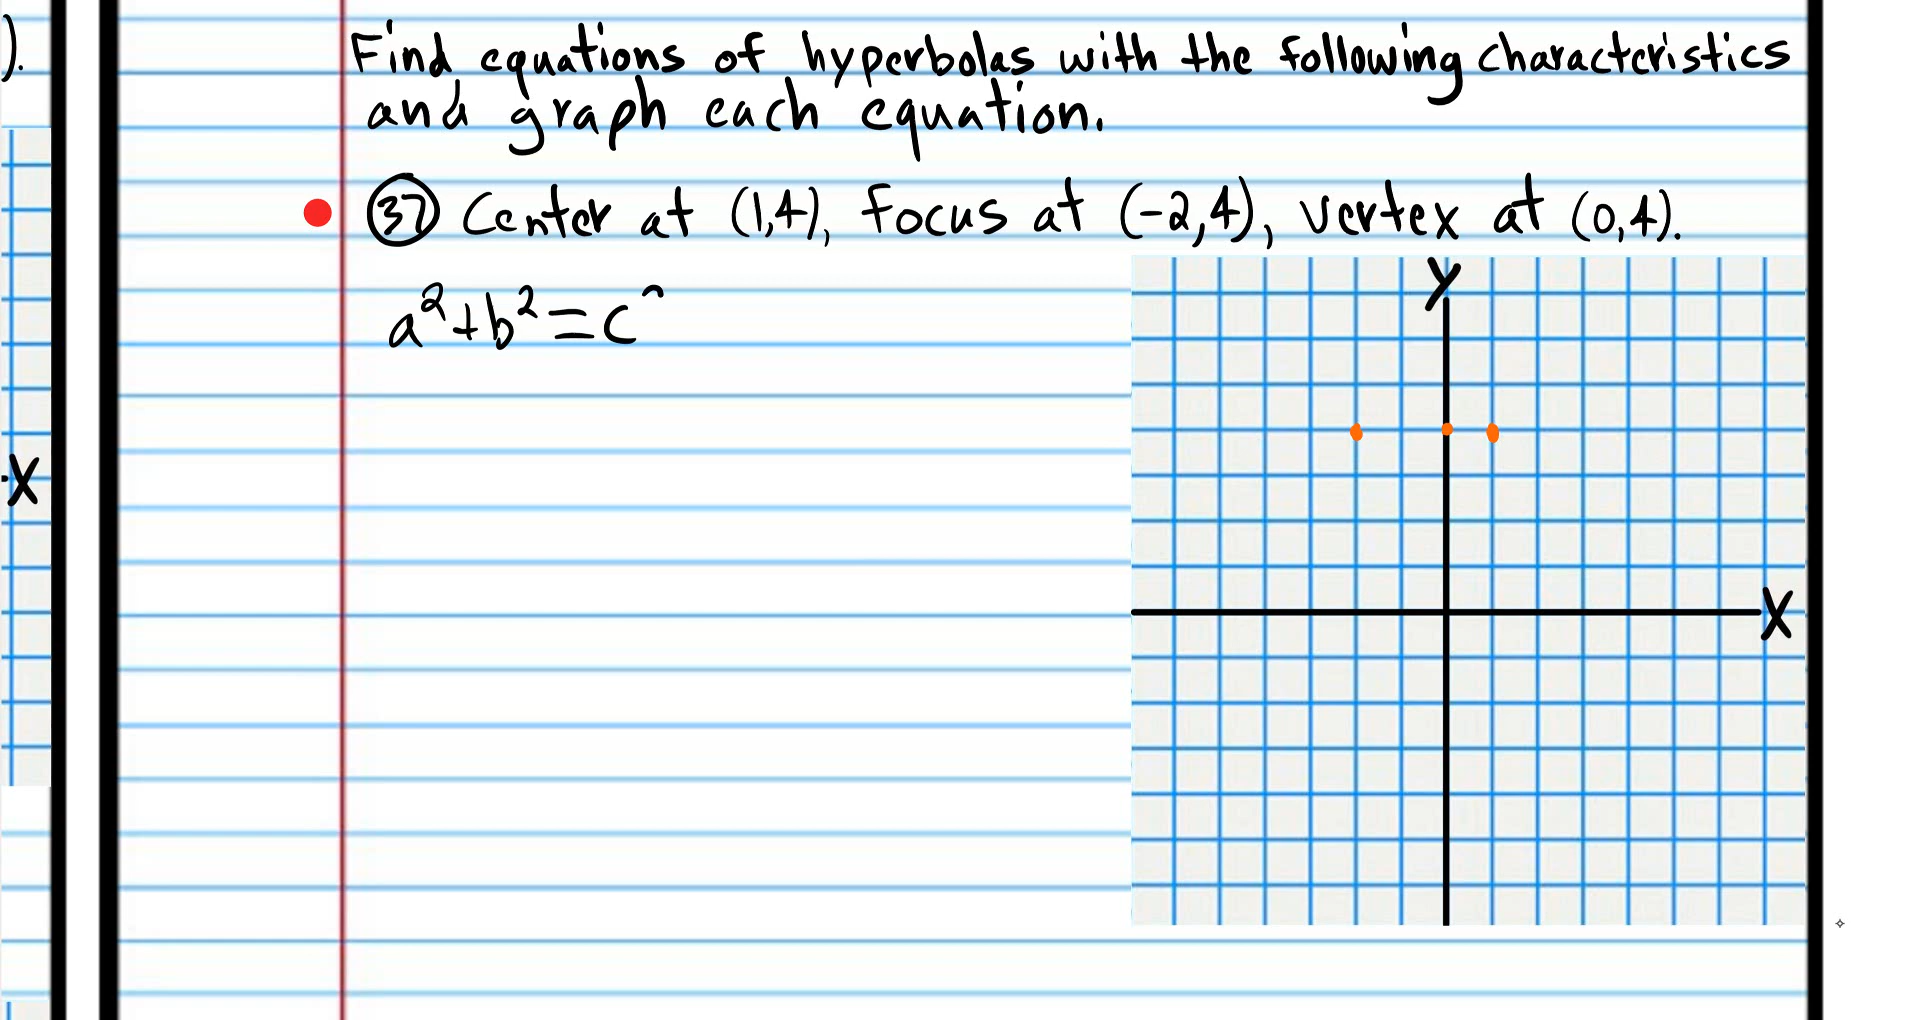 ).
Find equations of hyperbolas with the following characteristics
and graph each equation.
37 Center at (1,4), focus at (-2,4), vertex at (0,4).
y
a²+b²=c
X
X